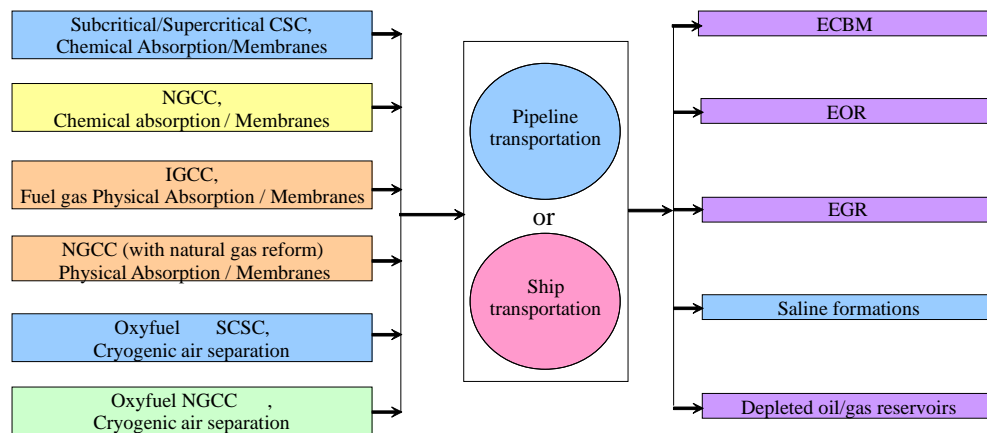 Subcritical/Supercritical CSC,
Chemical Absorption/Membranes
NGCC,
Chemical absorption / Membranes
IGCC,
Fuel gas Physical Absorption / Membranes
NGCC (with natural gas reform)
Physical Absorption / Membranes
Oxyfuel SCSC,
Cryogenic air separation
Oxyfuel NGCC ,
Cryogenic air separation
Pipeline
transportation
or
Ship
transportation
ECBM
EOR
EGR
Saline formations
Depleted oil/gas reservoirs